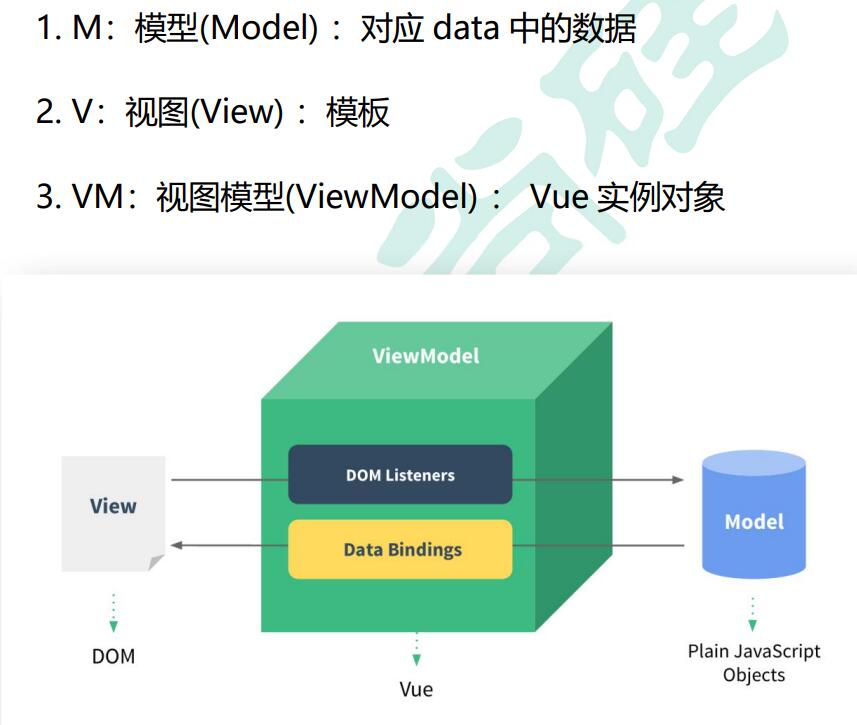 1. M：模型(Model) ：对应 data 中的数据
2. V：视图(View) ：模板
3. VM：视图模型(ViewModel) ： Vue 实例对象
ViewModel
DOM Listeners
View
Model
Data Bindings
DOM
Plain JavaScript
Objects
Vue
谷硅